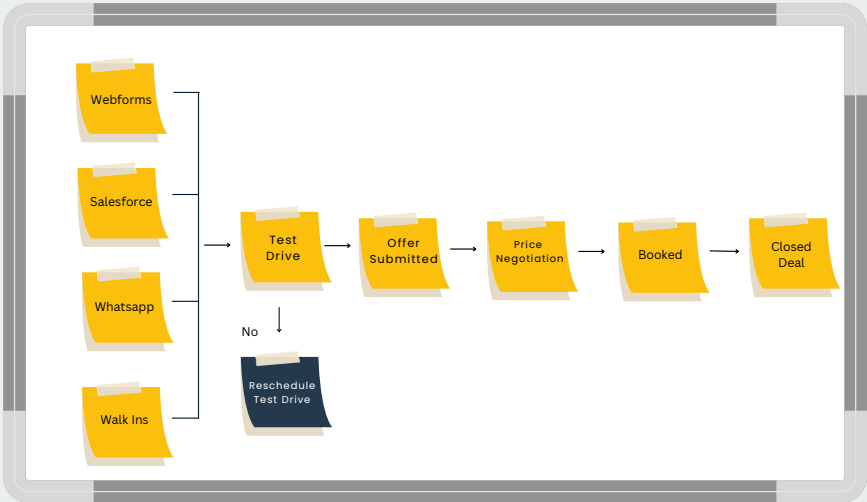 Webforms
Salesforce
Whatsapp
Walk Ins
Test
Drive
No
Reschedule
Test Drive
Offer
Submitted
Price
Negotiation
Booked
Closed
Deal